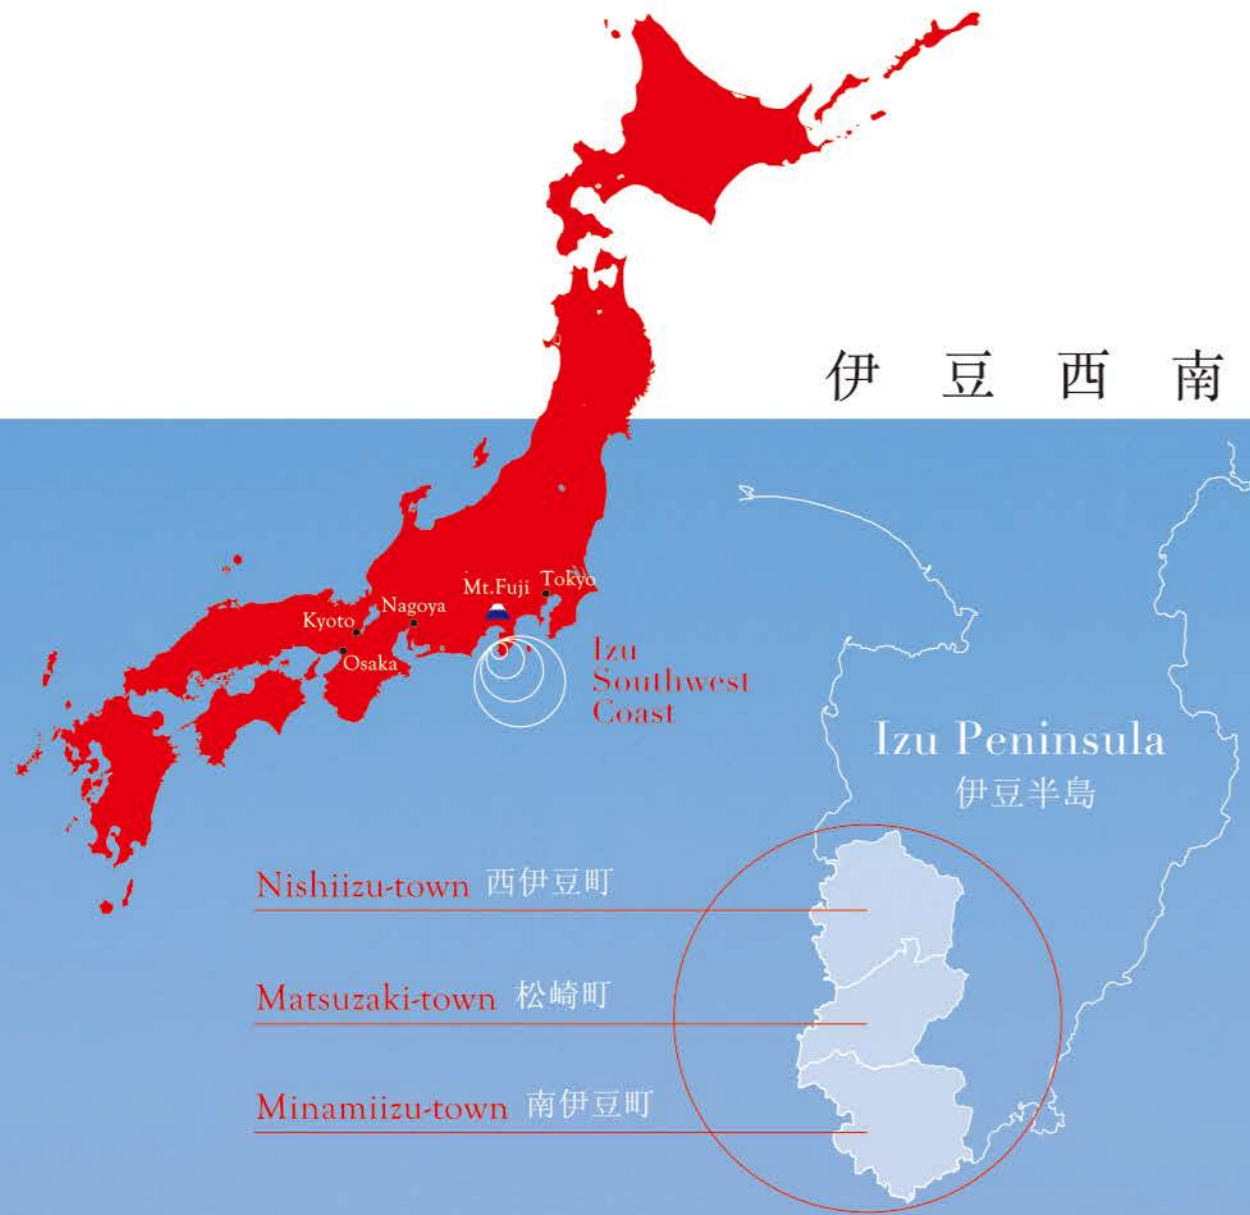 伊豆西南
Mt.Fuji
Tokyo
Nagoya
Kyoto
Osaka
Izu
Southwest
Coast
Izu Peninsula
伊豆半島
Nishiizu-town 西伊豆町
Matsuzaki-town 松崎町
Minamiizu-town 南伊豆町